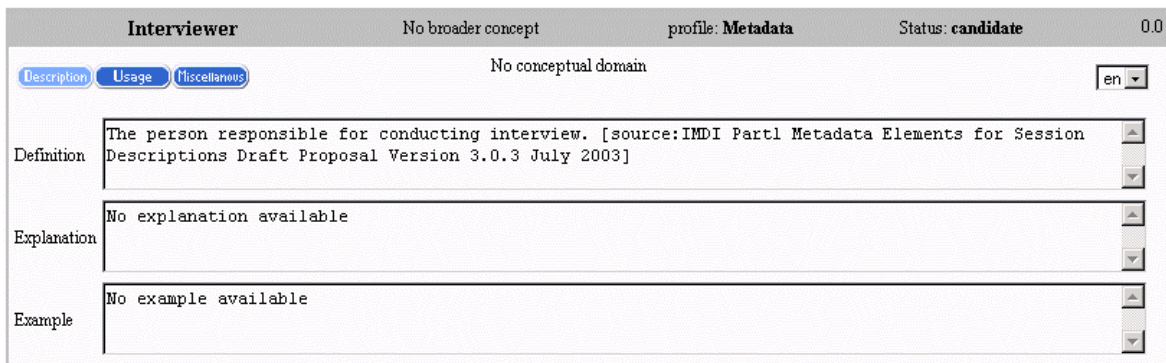 Interviewer No broader concept profile: Metadata Status: candidate 0.0
Description Usage Miscellanous No conceptual domain en
Definition The person responsible for conducting interview. [source:IMDI Part1 Metadata Elements for Session
Descriptions Draft Proposal Version 3.0.3 July 2003]
Explanation No explanation available
Example No example available